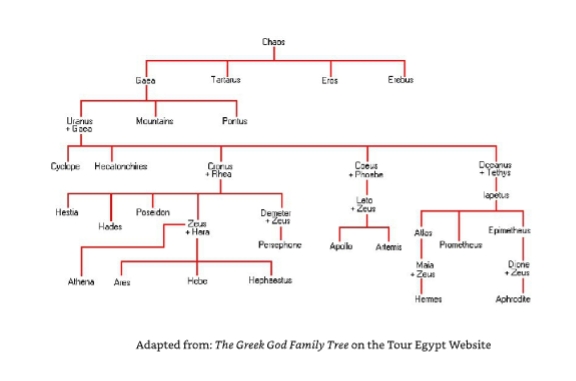 Chaos
Gaea Tartarus Eros Erebus
Uranus Mountains Pontus
+ Gaea
Cyclope Hecatonchires Cronus Coeus Oceanus
+ Rhea + Phoebe + Tethys
Iapetus
Leto
+ Zeus
Hestia Hades Poseidon Zeus Demeter
+ Hera + Zeus
Persephone
Apollo Artemis
Atlas Prometheus Epimetheus
Maia Dione
+ Zeus + Zeus
Athena Ares Hebe Hephaestus
Hermes Aphrodite
Adapted from: The Greek God Family Tree on the Tour Egypt Website